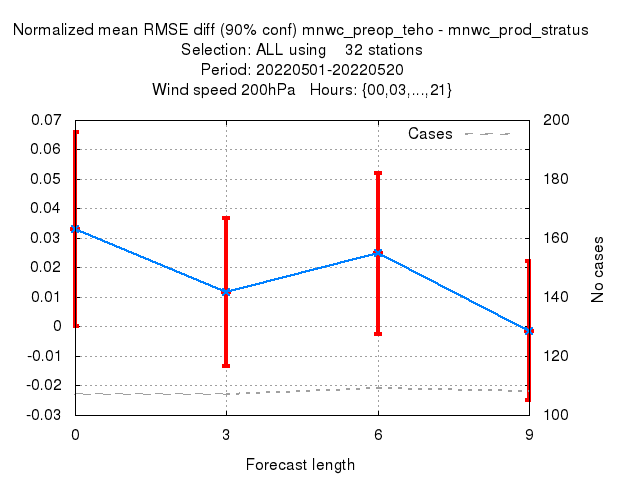 Normalized mean RMSE diff (90% conf) mnwc_preop_teho - mnwc_prod_stratus
Selection: ALL using    32 stations
Period: 20220501-20220520
Wind speed 200hPa   Hours: {00,03,...,21}
Cases
0.07
0.06
0.05
0.04
0.03
0.02
0.01
0
-0.01
-0.02
-0.03
200
180
160
140
120
100
No cases
0 3 6 9
Forecast length